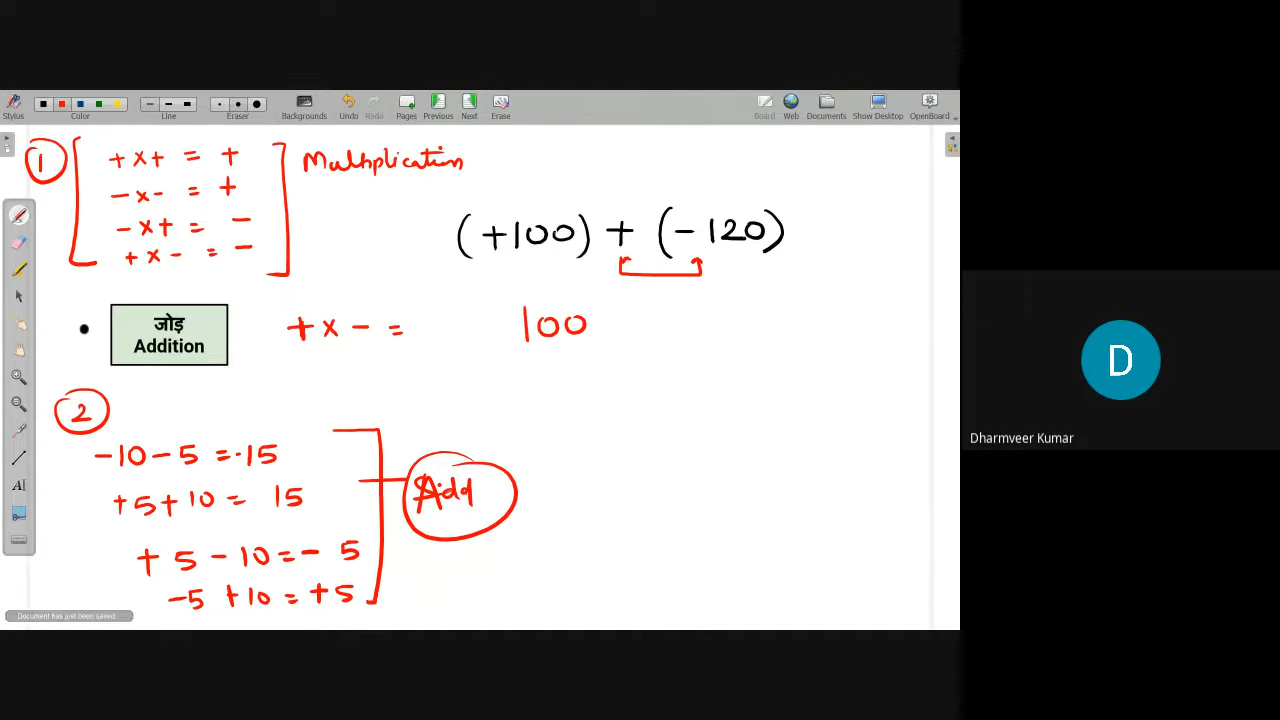 Stylus
Color
Line
Eraser
Backgrounds
Undo
Redo
Pages
Previous
Next
Erase
Board
Web
Documents
Show Desktop
OpenBoard
1
+ x + = +
Multiplication
- x - = +
- x + = -
+ x - = -
(+100) + (-120)
जोड़
Addition
+ x - =
100
2
-10 - 5 = -15
+5 + 10 = 15
Add
+ 5 - 10 = - 5
-5 + 10 = + 5
Document has just been saved.
D
Dharmveer Kumar